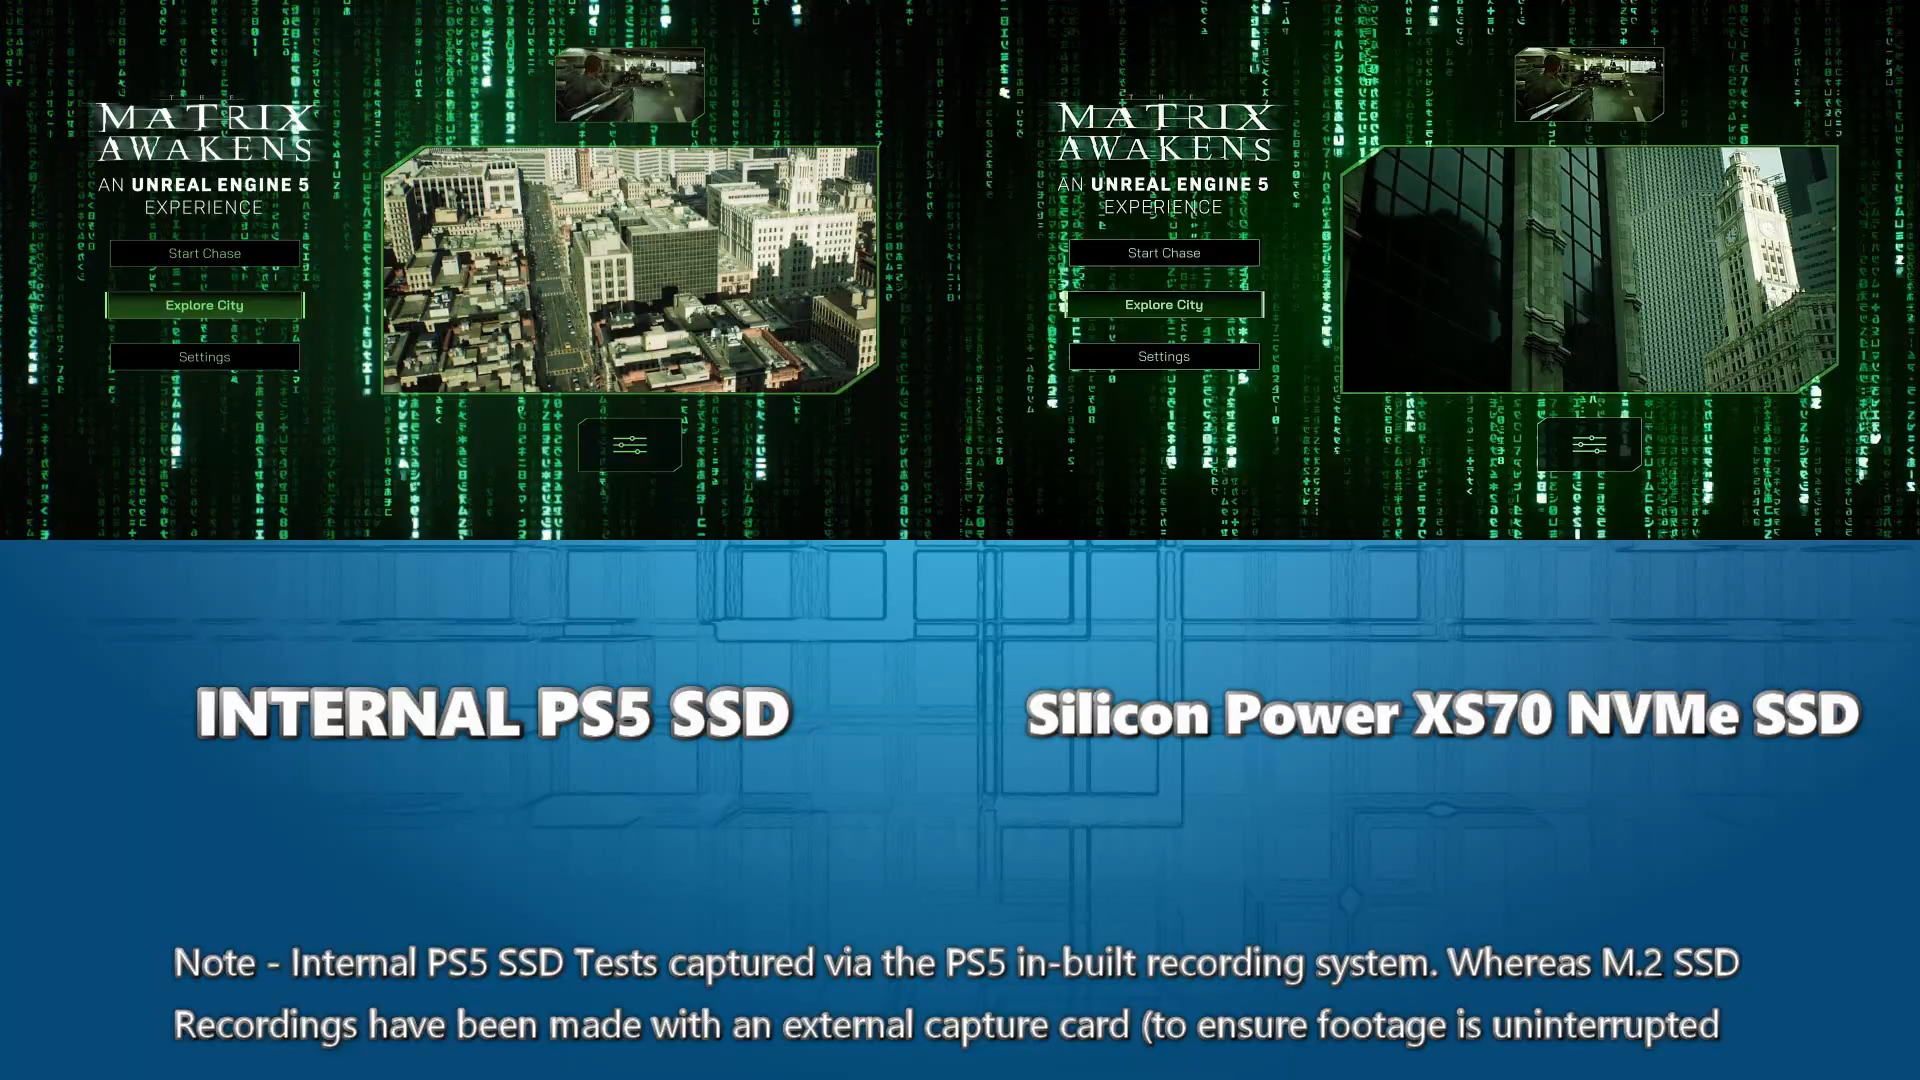 THE
MATRIX
AWAKENS
AN UNREAL ENGINE 5
EXPERIENCE
Start Chase
Explore City
Settings
THE
MATRIX
AWAKENS
AN UNREAL ENGINE 5
EXPERIENCE
Start Chase
Explore City
Settings
INTERNAL PS5 SSD
Silicon Power XS70 NVMe SSD
Note - Internal PS5 SSD Tests captured via the PS5 in-built recording system. Whereas M.2 SSD
Recordings have been made with an external capture card (to ensure footage is uninterrupted